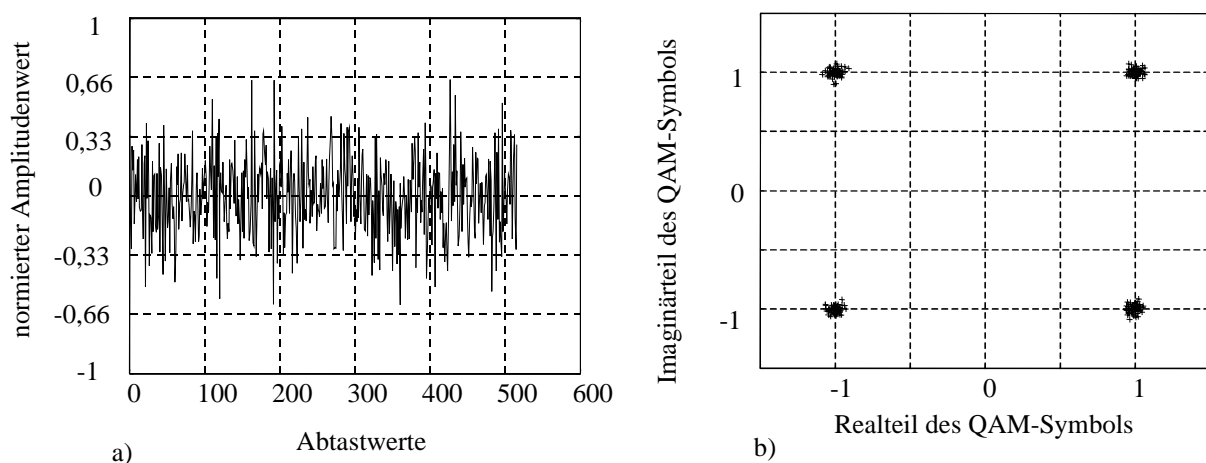 normierter Amplitudenwert
1
0,66
0,33
0
-0,33
-0,66
-1
0 100 200 300 400 500 600
Abtastwerte
a)
Imaginärteil des QAM-Symbols
1
0
-1
-1 0 1
Realteil des QAM-Symbols
b)